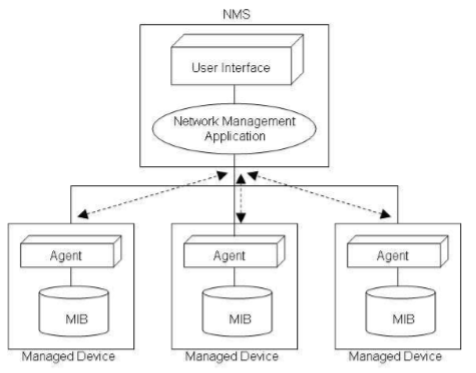 NMS
User Interface
Network Management
Application
Agent
Agent
Agent
MIB
MIB
MIB
Managed Device
Managed Device
Managed Device